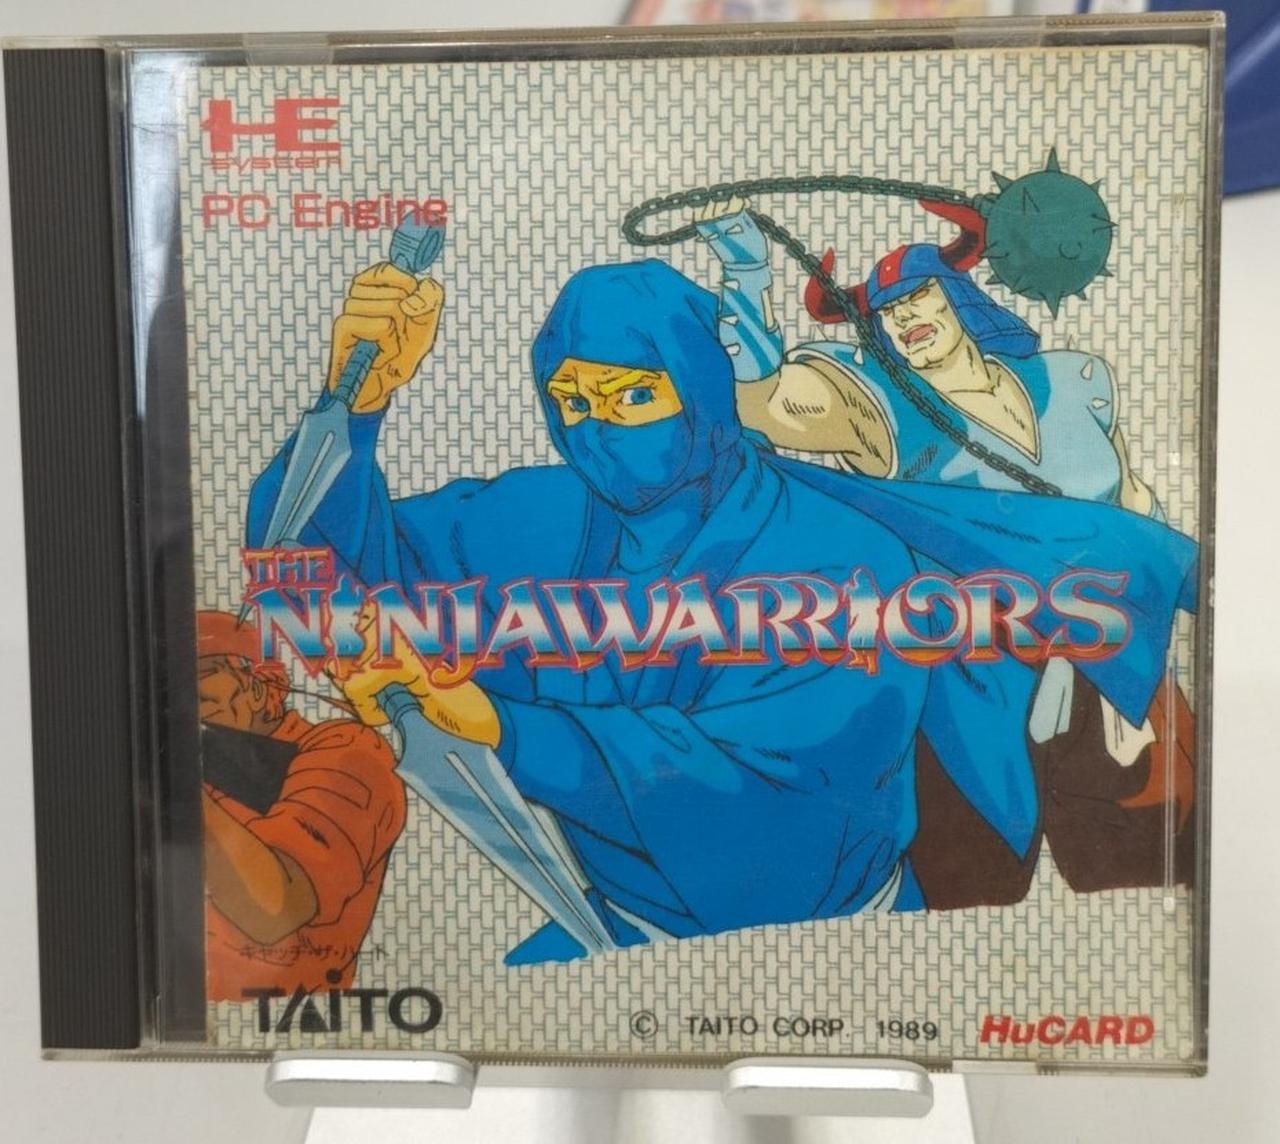 HE
system
PC Engine
THE
NINJAWARRIORS
キャッチ・ザ・ハート
TAITO
© TAITO CORP. 1989
HuCARD